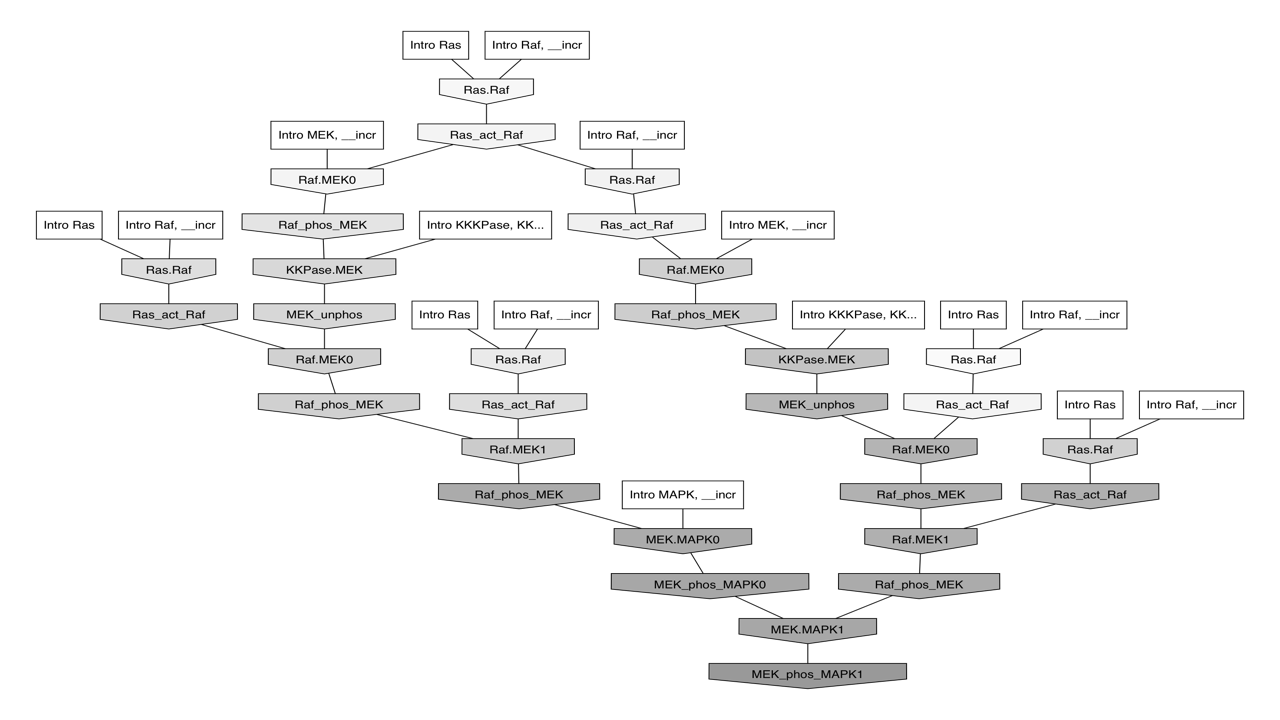 Intro Ras
Intro Raf, __incr
Ras.Raf
Intro MEK, __incr
Ras_act_Raf
Intro Raf, __incr
Raf.MEK0
Ras.Raf
Intro Ras
Intro Raf, __incr
Raf_phos_MEK
Intro KKKPase, KK...
Ras_act_Raf
Intro MEK, __incr
Ras.Raf
KKPase.MEK
Raf.MEK0
Ras_act_Raf
MEK_unphos
Intro Ras
Intro Raf, __incr
Raf_phos_MEK
Intro KKKPase, KK...
Intro Ras
Intro Raf, __incr
Raf.MEK0
Ras.Raf
KKPase.MEK
Ras.Raf
Raf_phos_MEK
Ras_act_Raf
MEK_unphos
Ras_act_Raf
Intro Ras
Intro Raf, __incr
Raf.MEK1
Raf.MEK0
Ras.Raf
Raf_phos_MEK
Intro MAPK, __incr
Raf_phos_MEK
Ras_act_Raf
MEK.MAPK0
Raf.MEK1
MEK_phos_MAPK0
Raf_phos_MEK
MEK.MAPK1
MEK_phos_MAPK1